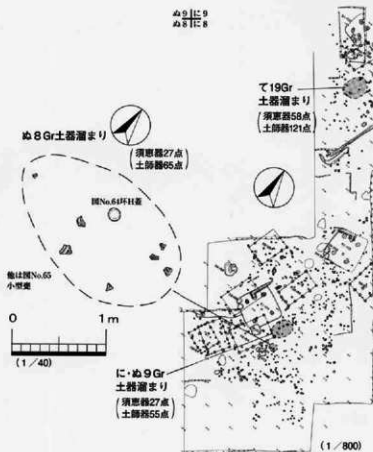 ぬ9 に9
ぬ8 に8
ぬ8Gr土器溜まり
(須恵器27点
土師器65点)
図No.64坏H蓋
他は図No.65
小型甕
0 1m
(1/40)
て19Gr
土器溜まり
(須恵器58点
土師器121点)
に・ぬ9Gr
土器溜まり
(須恵器27点
土師器55点)
(1/800)